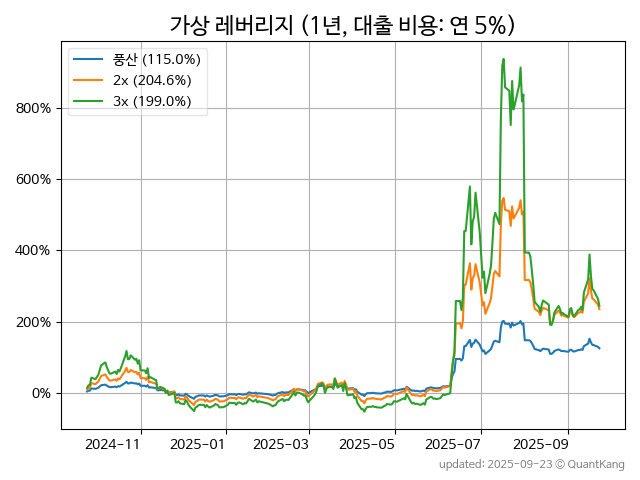 가상 레버리지 (1년, 대출 비용: 연 5%)
풍산 (115.0%)
2x (204.6%)
3x (199.0%)
800%
600%
400%
200%
0%
2024-11 2025-01 2025-03 2025-05 2025-07 2025-09
updated: 2025-09-23 © QuantKang